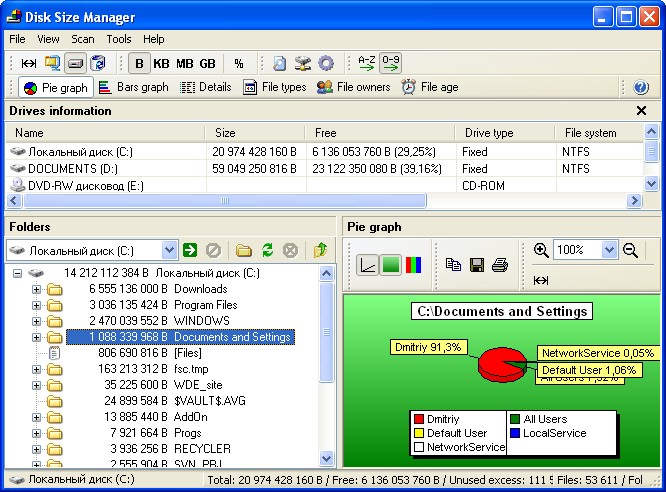 Disk Size Manager
File View Scan Tools Help
B KB MB GB % A-Z 0-9
Pie graph Bars graph Details File types File owners File age
Drives information
Name Size Free Drive type File system
Локальный диск (C:) 20 974 428 160 B 6 136 053 760 B (29,25%) Fixed NTFS
DOCUMENTS (D:) 59 049 250 816 B 23 122 350 080 B (39,16%) Fixed NTFS
DVD-RW дисковод (E:) CD-ROM
Folders
Локальный диск (C:)
14 212 112 384 B Локальный диск (C:)
6 555 136 000 B Downloads
3 036 135 424 B Program Files
2 470 039 552 B WINDOWS
1 088 339 968 B Documents and Settings
806 690 816 B [Files]
163 213 312 B fsc.tmp
35 225 600 B WDE_site
24 899 584 B $VAULT$.AVG
13 885 440 B AddOn
7 921 664 B Progs
3 936 256 B RECYCLER
2 555 904 B SVN_PRJ
Pie graph
100%
C:\Documents and Settings
Dmitriy 91,3%
NetworkService 0,05%
Default User 1,06%
All Users 7,52%
Dmitriy All Users
Default User LocalService
NetworkService
Локальный диск (C:) Total: 20 974 428 160 B / Free: 6 136 053 760 B / Unused excess: 111 5 Files: 53 611 / Fol